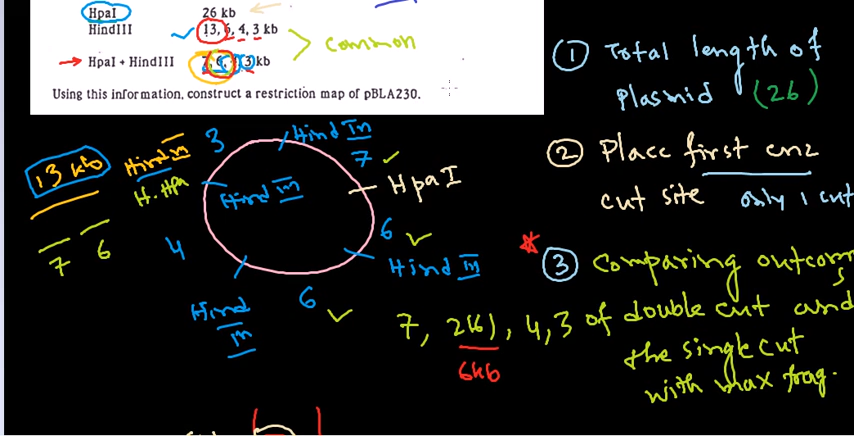 HpaI 26 kb
HindIII 13, 6, 4, 3 kb
HpaI + HindIII 7, 6, 4, 3 kb
Common
Using this information, construct a restriction map of pBLA230.
① Total length of
Plasmid (26)
② Place first enz
cut site only 1 cut
③ Comparing outcoms
of double cut and
the single cut
with max frag.
13 kb
Hind III
H. Hpa
7 6
3
Hind III
7
HpaI
Hind III
6
Hind III
4
Hind
III
6
7, 2(6), 4, 3
6kb